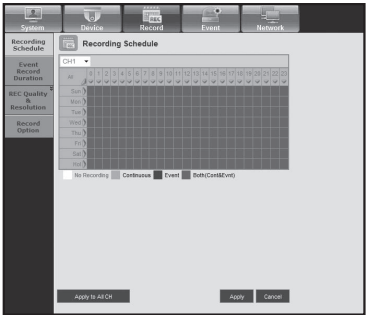 System Device Record Event Network
REC
Recording
Schedule
Event
Record
Duration
REC Quality
&
Resolution
Record
Option
Recording Schedule
CH1
All 0 1 2 3 4 5 6 7 8 9 10 11 12 13 14 15 16 17 18 19 20 21 22 23
Sun
Mon
Tue
Wed
Thu
Fri
Sat
Hol
No Recording Continuous Event Both(Cont&Evnt)
Apply to All CH Apply Cancel